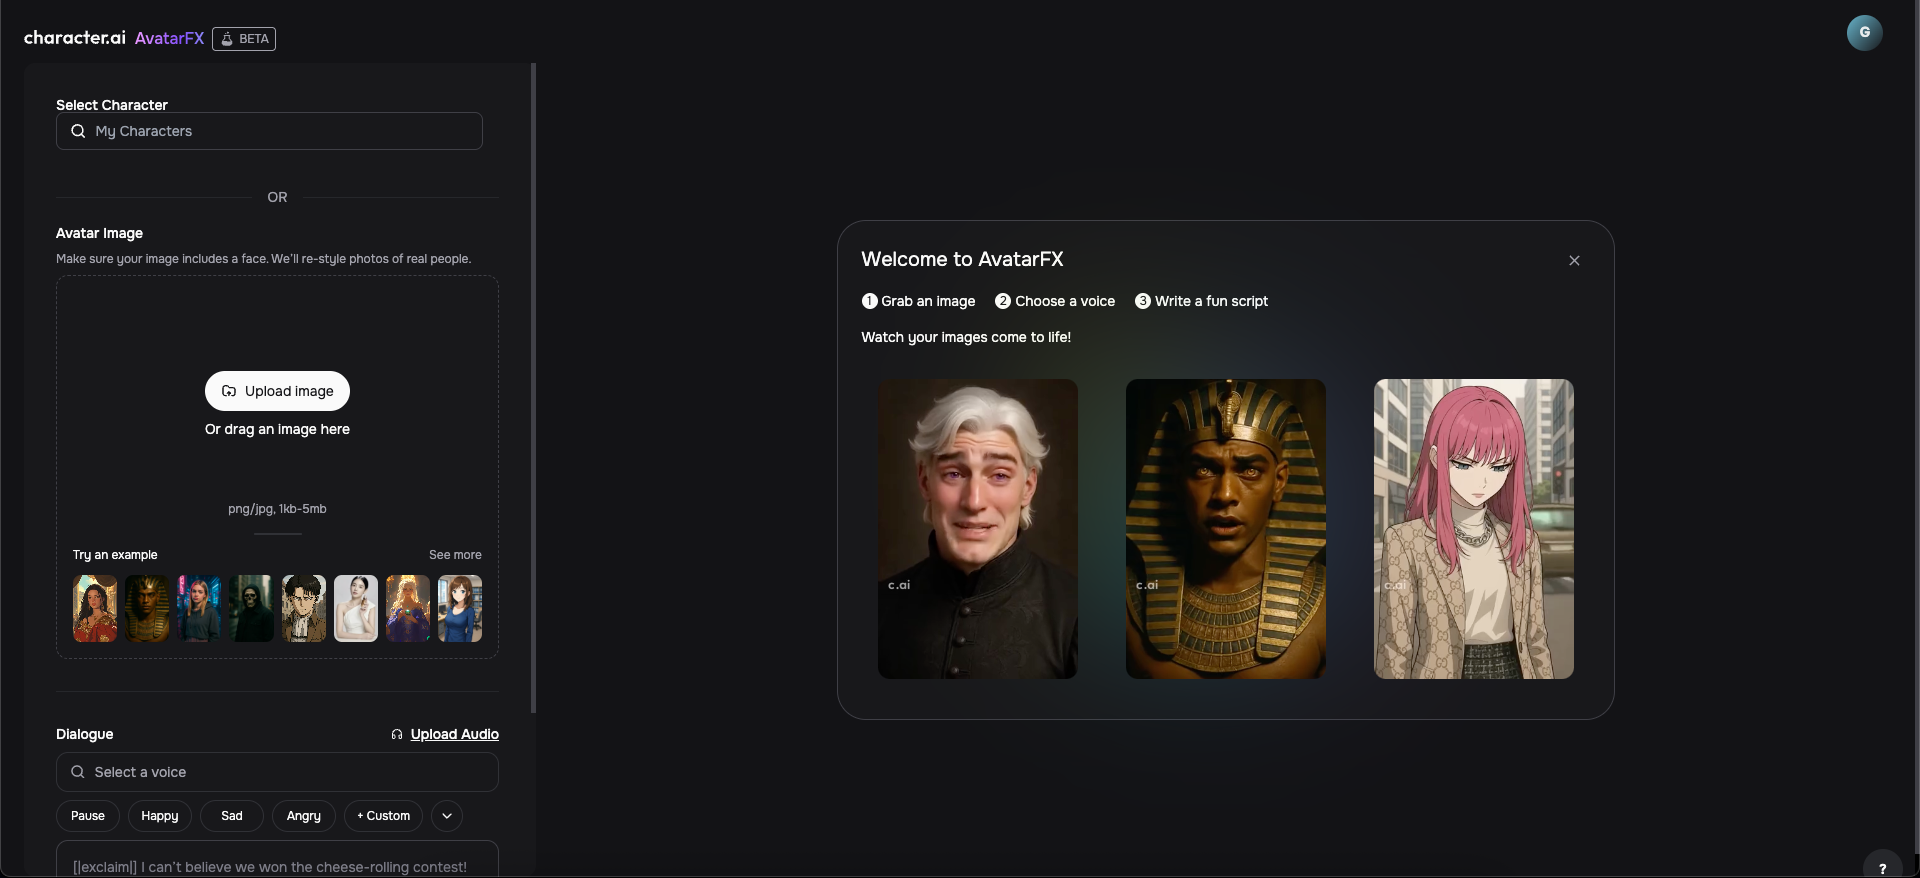 character.ai AvatarFX BETA
G
Select Character
My Characters
OR
Avatar Image
Make sure your image includes a face. We'll re-style photos of real people.
Upload image
Or drag an image here
png/jpg, 1kb-5mb
Try an example
See more
Dialogue
Upload Audio
Select a voice
Pause
Happy
Sad
Angry
+ Custom
[|exclaim|] I can't believe we won the cheese-rolling contest!
Welcome to AvatarFX
1 Grab an image 2 Choose a voice 3 Write a fun script
Watch your images come to life!
c.ai
c.ai
c.ai
?